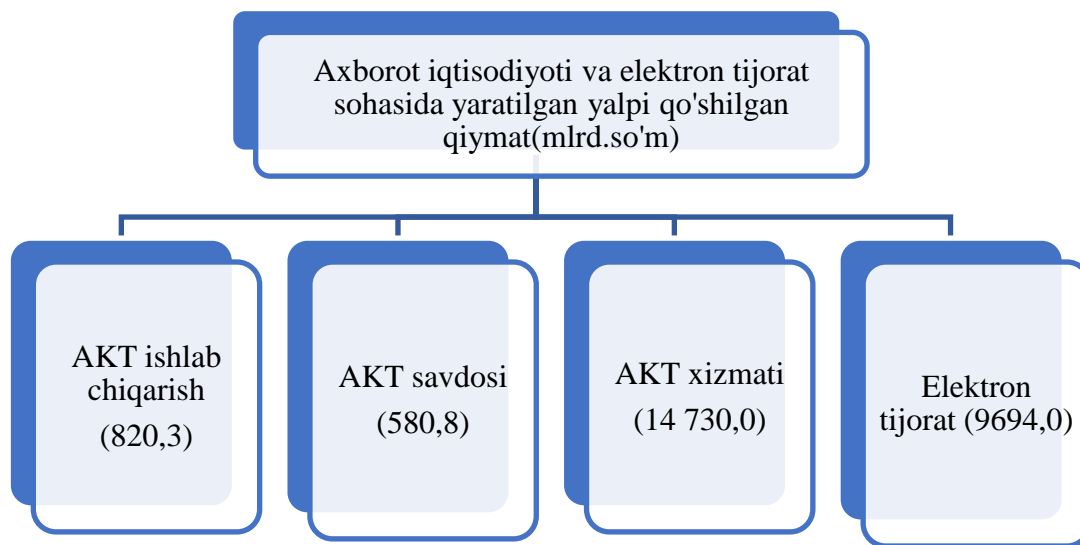 Axborot iqtisodiyoti va elektron tijorat
sohasida yaratilgan yalpi qo'shilgan
qiymat(mlrd.so'm)
AKT ishlab
chiqarish
(820,3)
AKT savdosi
(580,8)
AKT xizmati
(14 730,0)
Elektron
tijorat (9694,0)